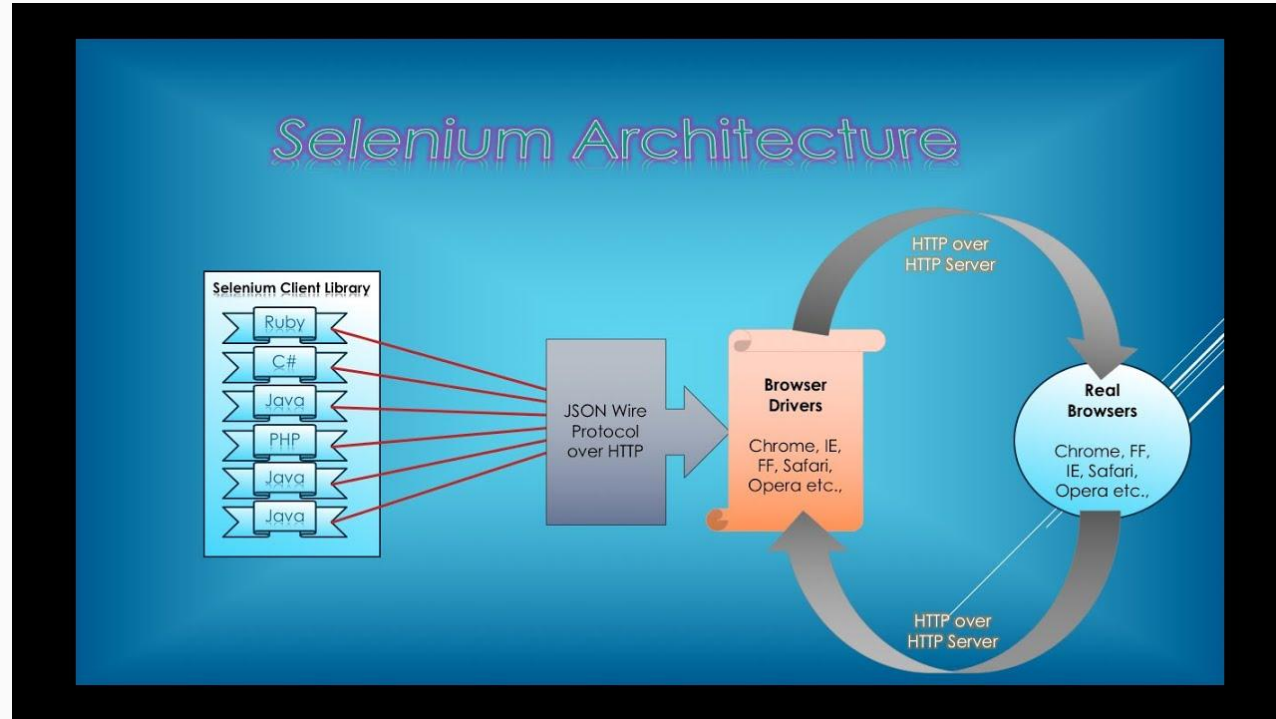 Selenium Architecture
Selenium Client Library
Ruby
C#
Java
PHP
Java
Java
JSON Wire
Protocol
over HTTP
Browser
Drivers
Chrome, IE,
FF, Safari,
Opera etc.,
HTTP over
HTTP Server
Real
Browsers
Chrome, FF,
IE, Safari,
Opera etc.,
HTTP over
HTTP Server